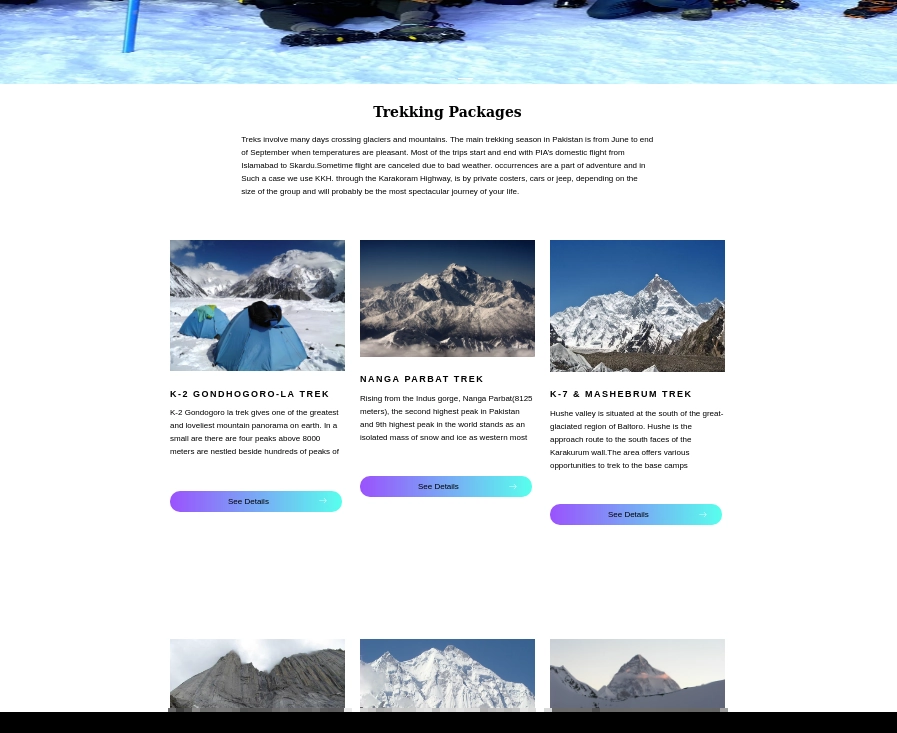 Trekking Packages
Treks involve many days crossing glaciers and mountains. The main trekking season in Pakistan is from June to end
of September when temperatures are pleasant. Most of the trips start and end with PIA's domestic flight from
Islamabad to Skardu.Sometime flight are canceled due to bad weather. occurrences are a part of adventure and in
Such a case we use KKH. through the Karakoram Highway, is by private costers, cars or jeep, depending on the
size of the group and will probably be the most spectacular journey of your life.
K-2 GONDHOGORO-LA TREK
K-2 Gondogoro la trek gives one of the greatest
and loveliest mountain panorama on earth. In a
small are there are four peaks above 8000
meters are nestled beside hundreds of peaks of
See Details
NANGA PARBAT TREK
Rising from the Indus gorge, Nanga Parbat(8125
meters), the second highest peak in Pakistan
and 9th highest peak in the world stands as an
isolated mass of snow and ice as western most
See Details
K-7 & MASHEBRUM TREK
Hushe valley is situated at the south of the great-
glaciated region of Baltoro. Hushe is the
approach route to the south faces of the
Karakurum wall.The area offers various
opportunities to trek to the base camps
See Details